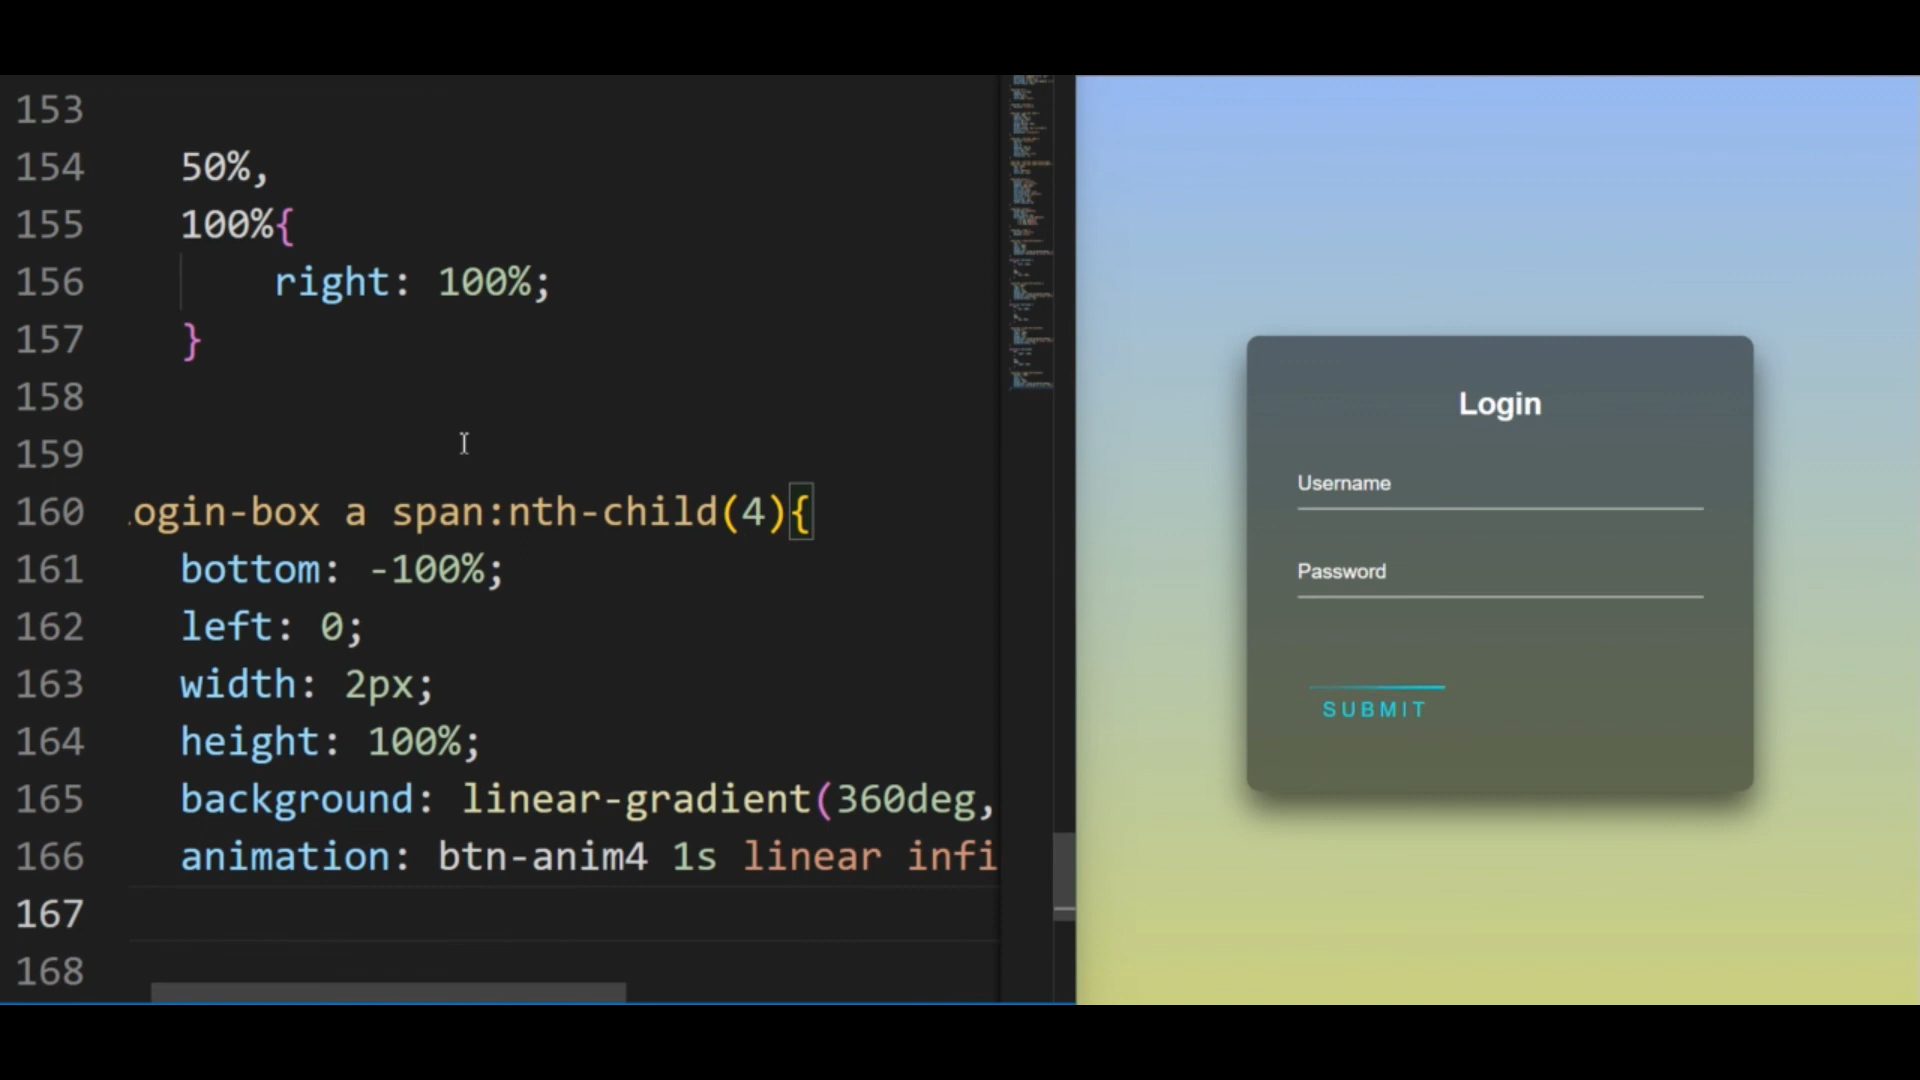 153
154 50%,
155 100%{
156 right: 100%;
157 }
158
159
160 ogin-box a span:nth-child(4){
161 bottom: -100%;
162 left: 0;
163 width: 2px;
164 height: 100%;
165 background: linear-gradient(360deg,
166 animation: btn-anim4 1s linear infi
167
168
Login
Username
Password
SUBMIT